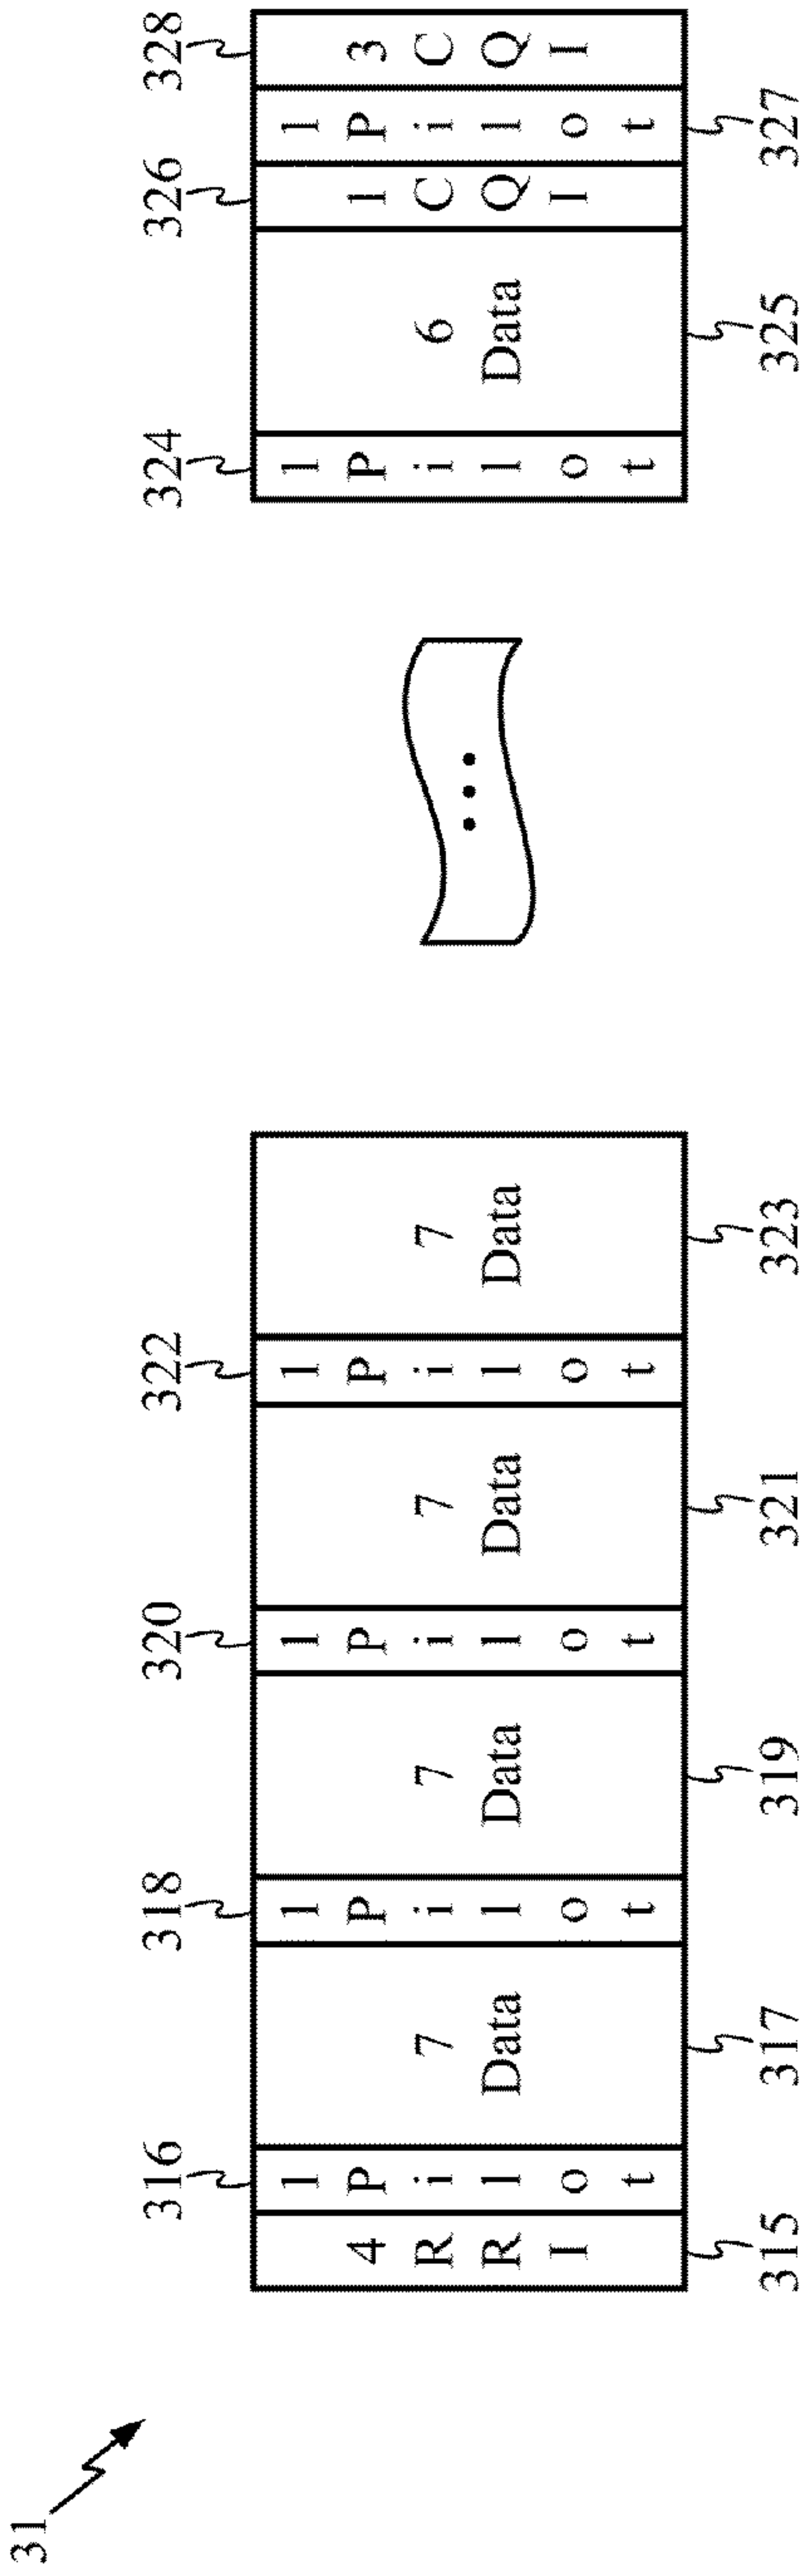 31
316 318 320 322 324 326 328
4 RRI
1 Pilot
7 Data
1 Pilot
7 Data
1 Pilot
7 Data
1 Pilot
7 Data
...
1 Pilot
6 Data
1 CQI
1 Pilot
3 CQI
315 317 319 321 323 325 327